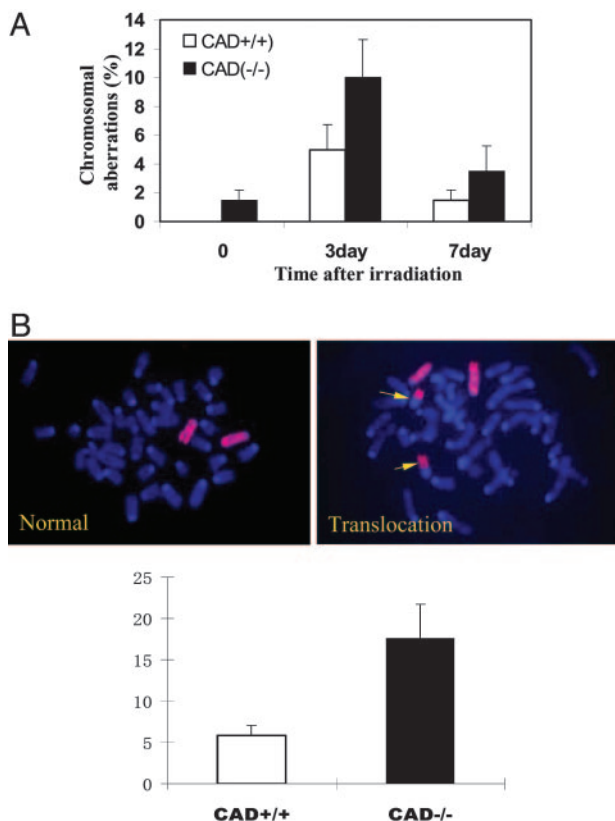 A
CAD+/+)
CAD(-/-)
Chromosomal
aberrations (%)
14
12
10
8
6
4
2
0
0 3day 7day
Time after irradiation
B
Normal
Translocation
25
20
15
10
5
0
CAD+/+ CAD-/-